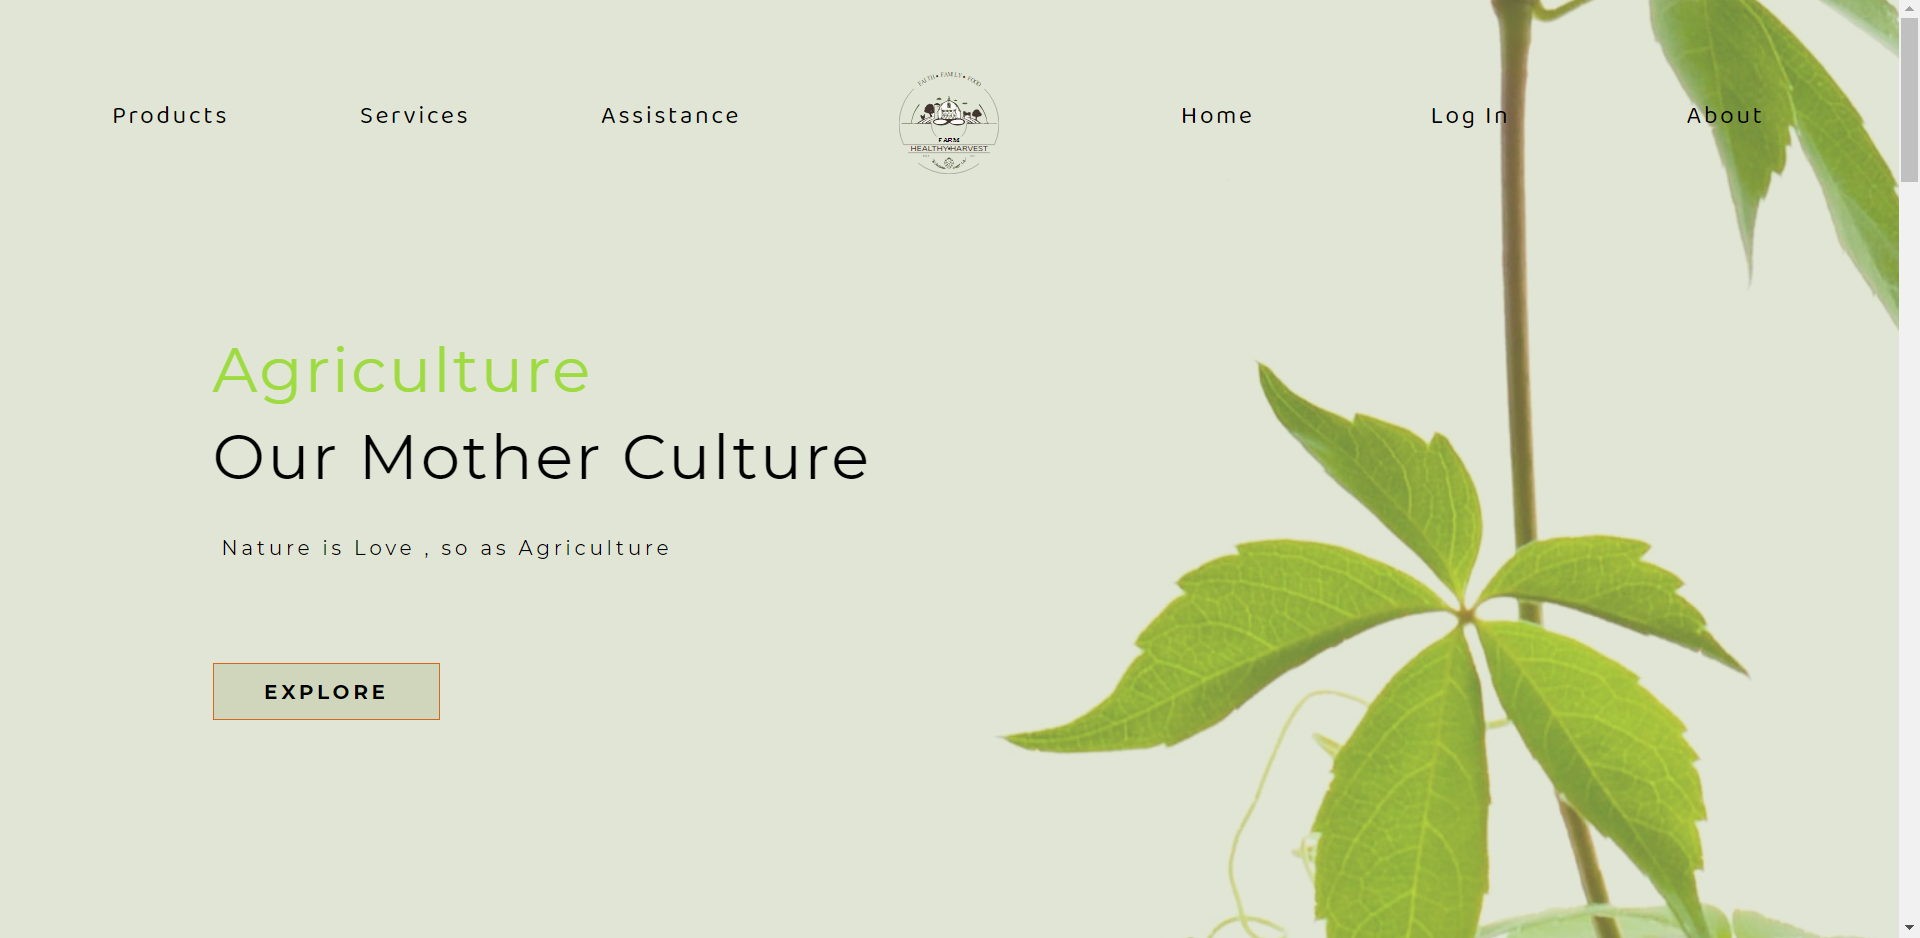 Products Services Assistance Home Log In About
FAITH • FAMILY • FOOD
FARM
HEALTHY HARVEST
Agriculture
Our Mother Culture
Nature is Love , so as Agriculture
EXPLORE